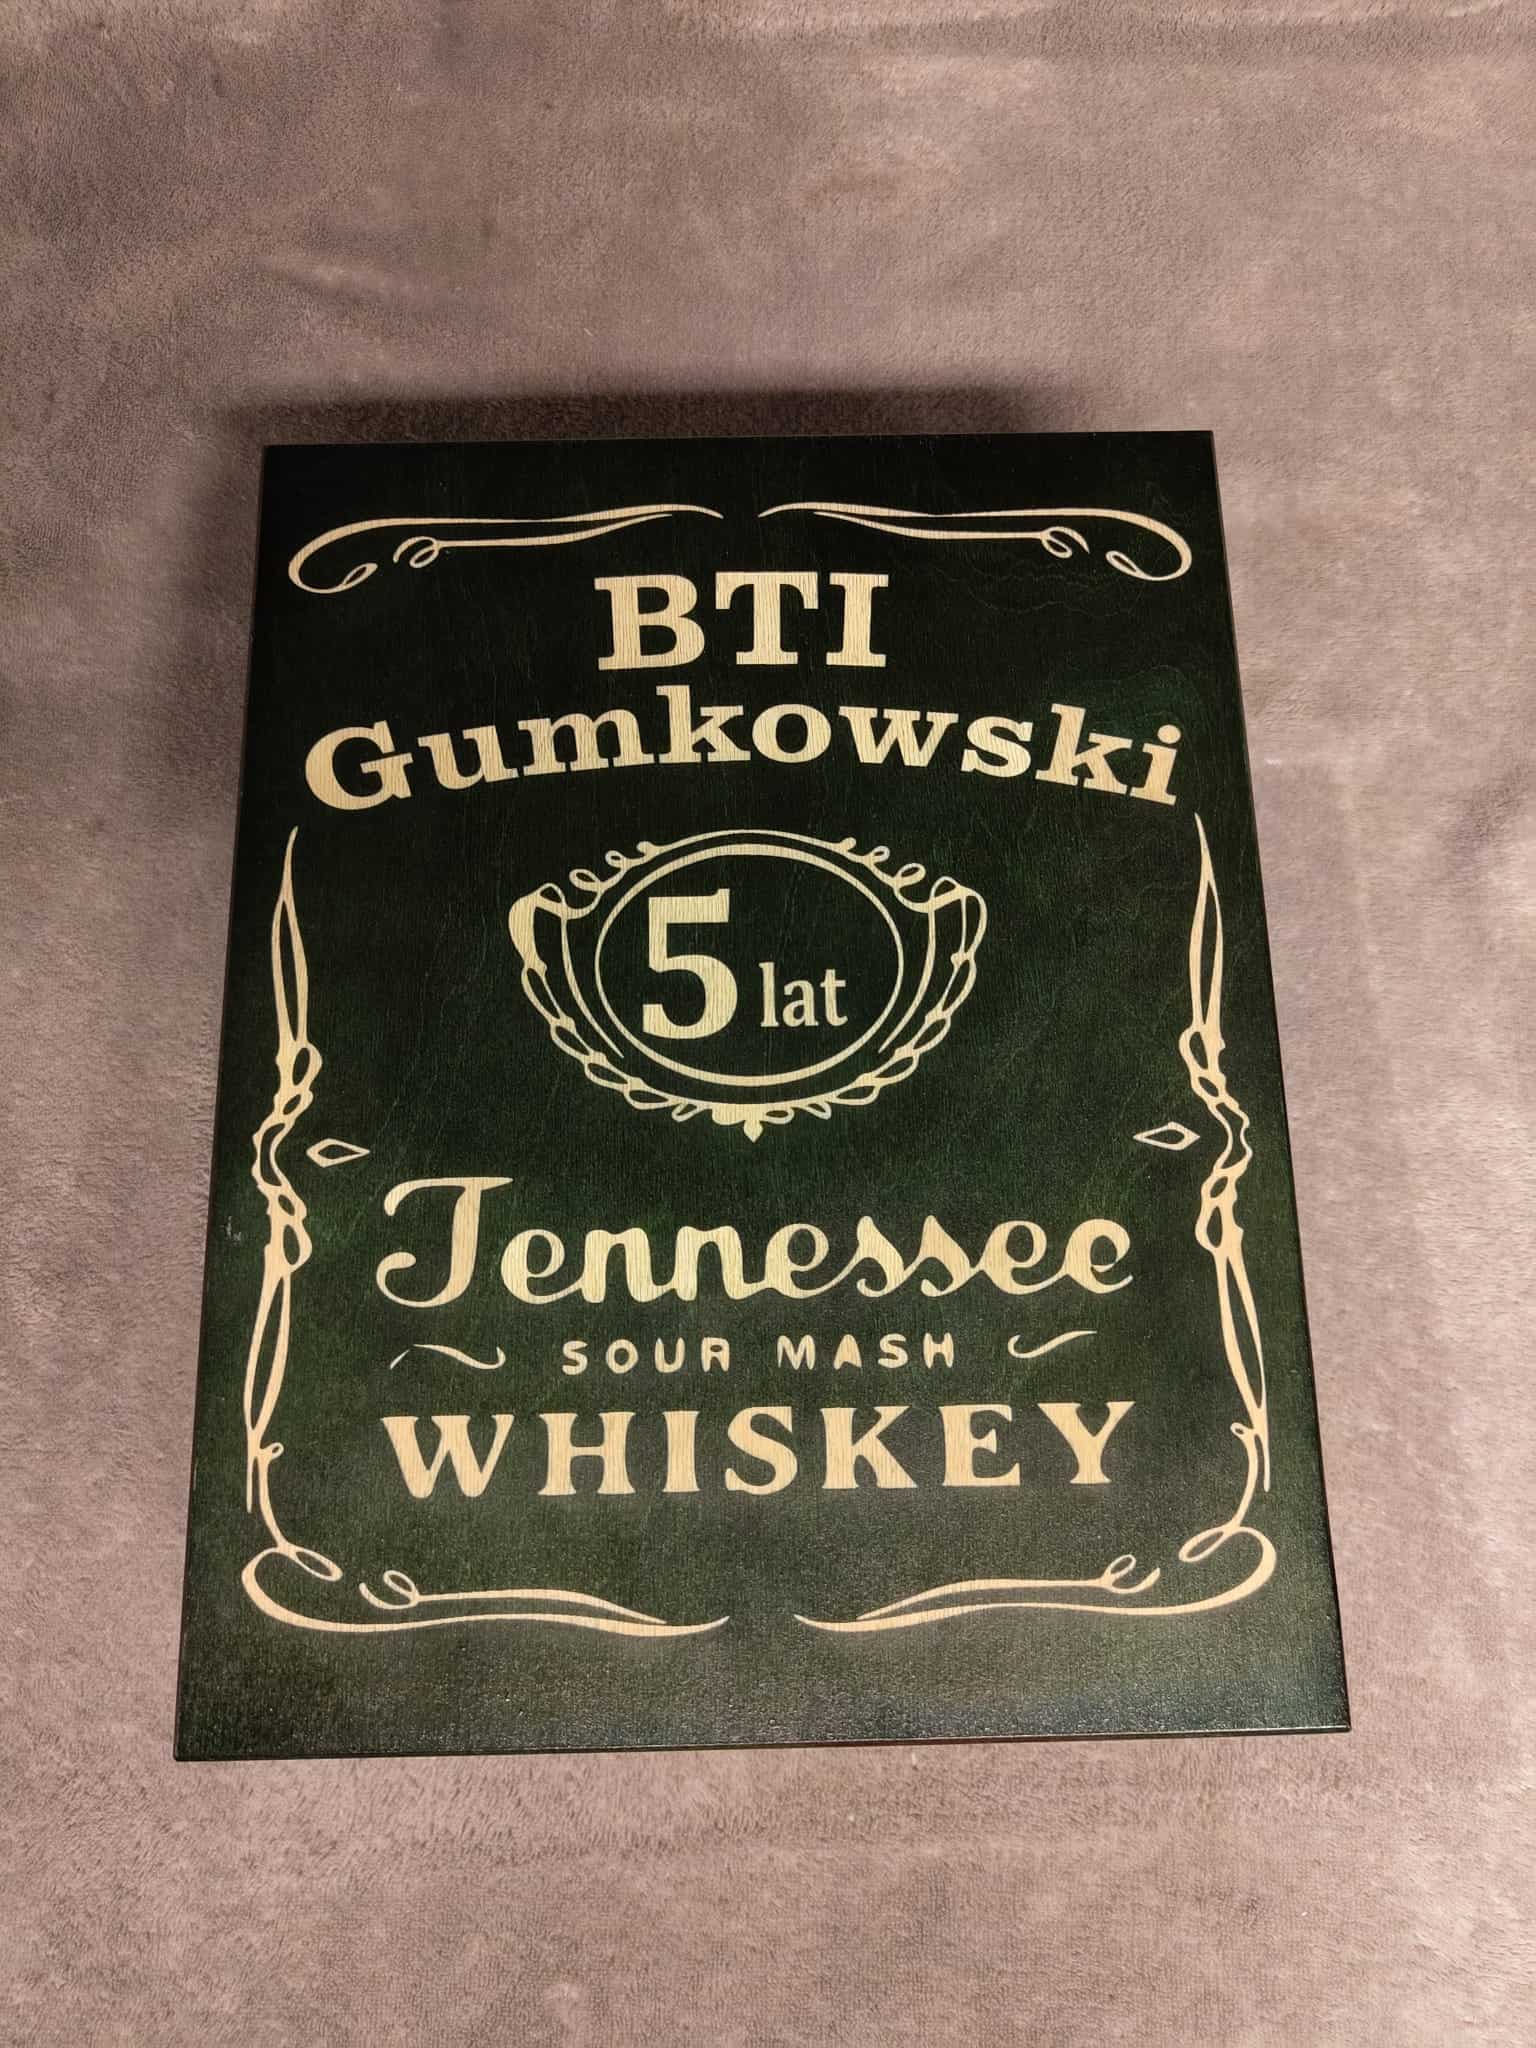 BTI
Gumkowski
5 lat
Tennessee
SOUR MASH
WHISKEY